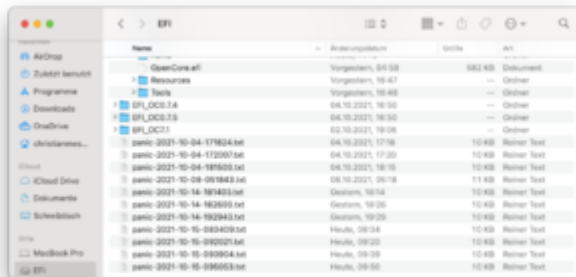 EFI
Name Änderungsdatum Größe Art
OpenCore.efi Vorgestern, 04:58 582 KB Dokument
Resources Vorgestern, 16:47 -- Ordner
Tools Vorgestern, 16:46 -- Ordner
EFI_OC0.7.4 04.10.2021, 16:50 -- Ordner
EFI_OC0.7.5 04.10.2021, 16:50 -- Ordner
EFI_OC7.1 02.10.2021, 19:06 -- Ordner
panic-2021-10-04-171824.txt 04.10.2021, 17:18 10 KB Reiner Text
panic-2021-10-04-172007.txt 04.10.2021, 17:20 10 KB Reiner Text
panic-2021-10-04-181500.txt 04.10.2021, 18:15 10 KB Reiner Text
panic-2021-10-08-051843.txt 08.10.2021, 05:18 11 KB Reiner Text
panic-2021-10-14-181403.txt Gestern, 18:14 10 KB Reiner Text
panic-2021-10-14-182600.txt Gestern, 18:26 10 KB Reiner Text
panic-2021-10-14-192943.txt Gestern, 19:29 10 KB Reiner Text
panic-2021-10-15-083409.txt Heute, 08:34 10 KB Reiner Text
panic-2021-10-15-092021.txt Heute, 09:20 10 KB Reiner Text
panic-2021-10-15-093904.txt Heute, 09:39 10 KB Reiner Text
panic-2021-10-15-095053.txt Heute, 09:50 10 KB Reiner Text
Favoriten
AirDrop
Zuletzt benutzt
Programme
Downloads
OneDrive
christianmes...
iCloud
iCloud Drive
Dokumente
Schreibtisch
Orte
MacBook Pro
EFI